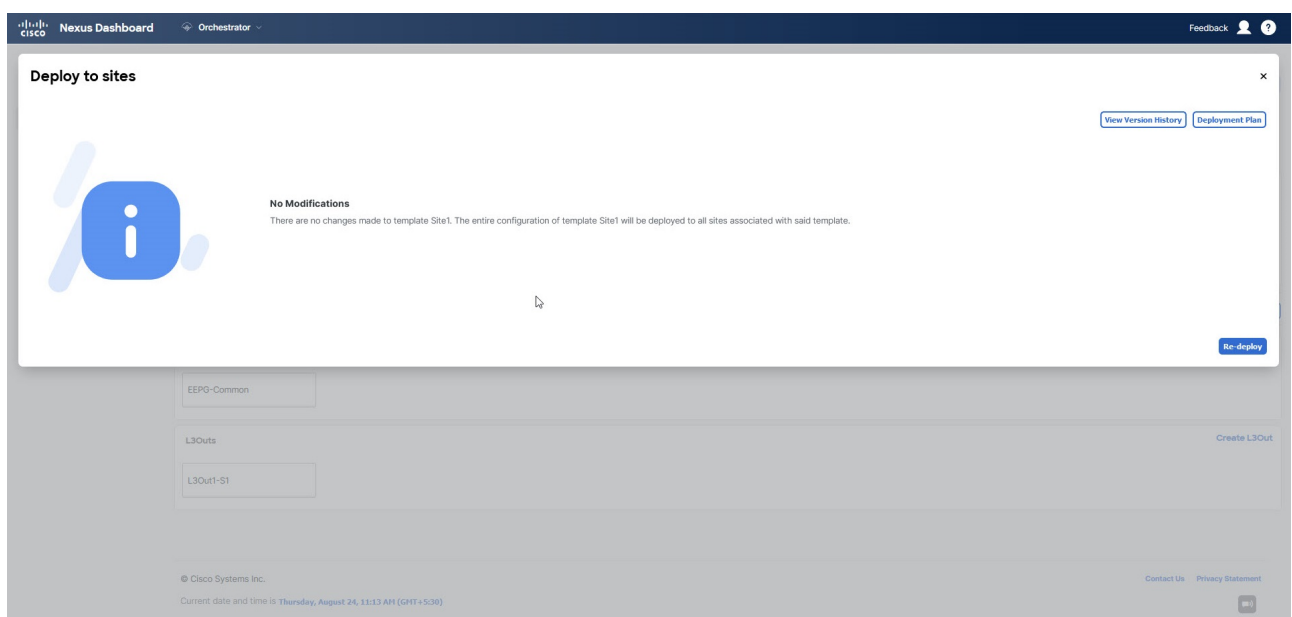 CISCO Nexus Dashboard Orchestrator Feedback ?
Deploy to sites
View Version History Deployment Plan
No Modifications
There are no changes made to template Site1. The entire configuration of template Site1 will be deployed to all sites associated with said template.
Re-deploy
EEPG-Common
L3Outs Create L3Out
L3Out1-S1
© Cisco Systems Inc. Contact Us Privacy Statement
Current date and time is Thursday, August 24, 11:13 AM (GMT+5:30)